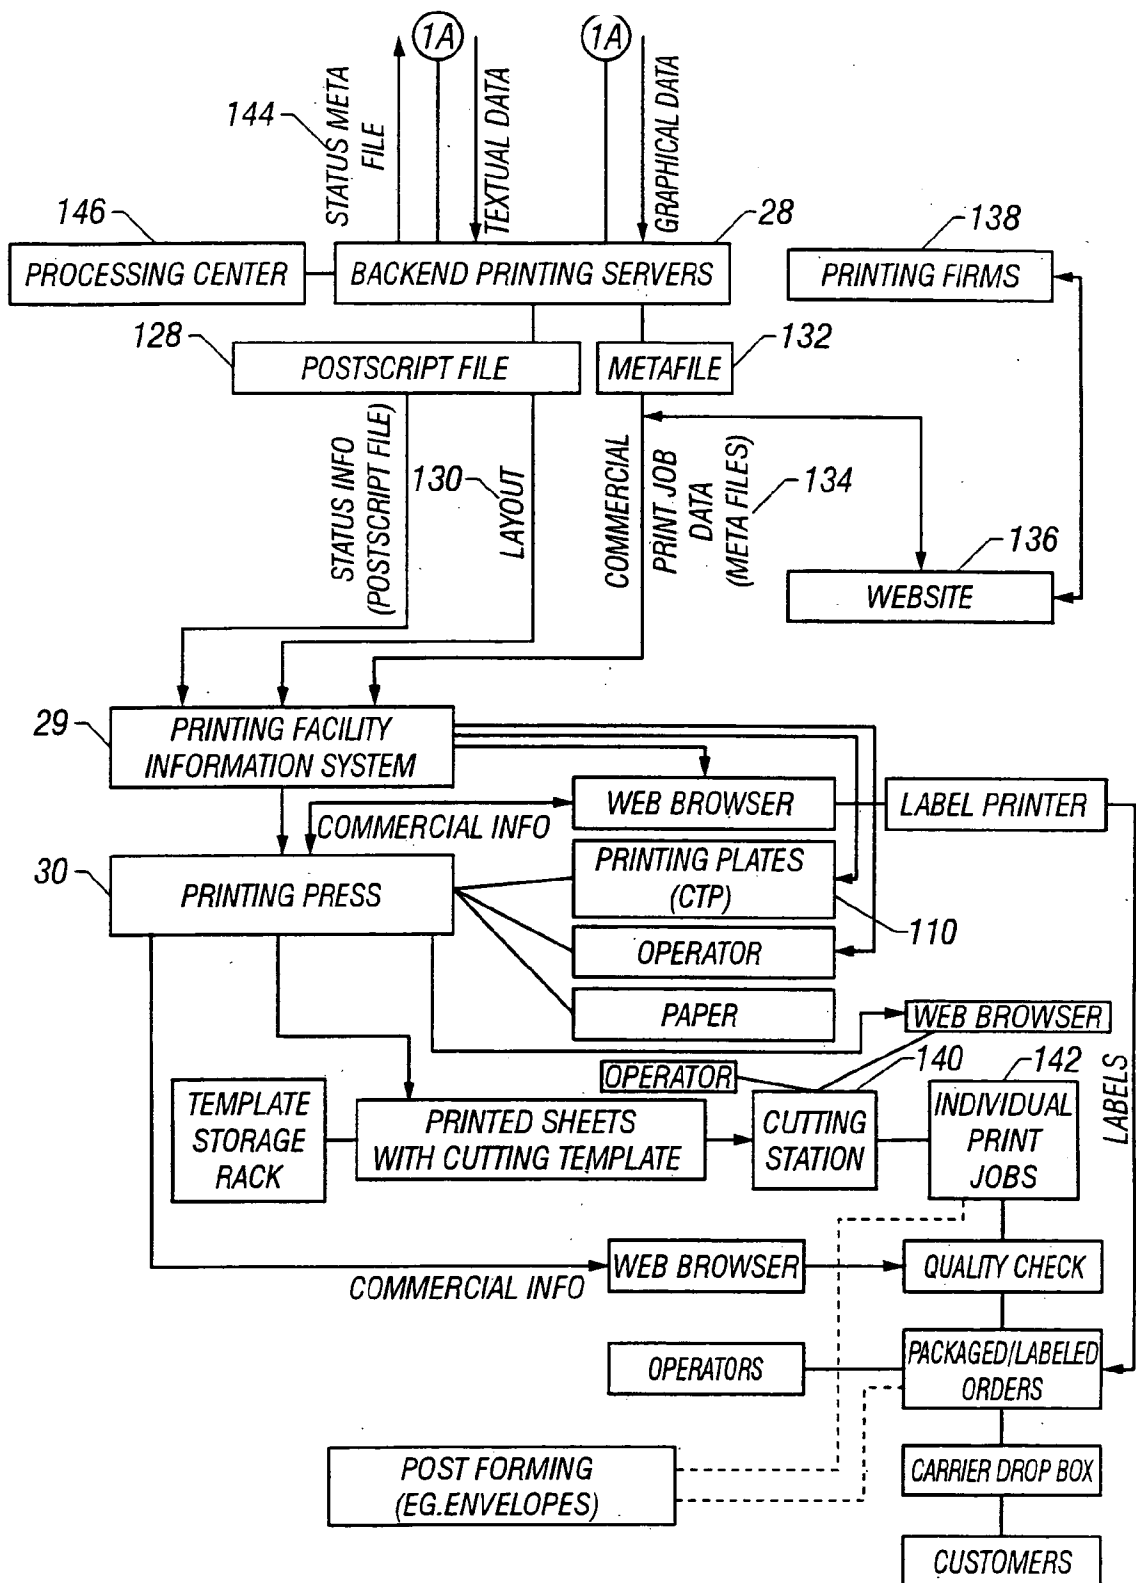 1A
1A
144
STATUS META
FILE
TEXTUAL DATA
GRAPHICAL DATA
146
28
138
PROCESSING CENTER
BACKEND PRINTING SERVERS
PRINTING FIRMS
128
132
POSTSCRIPT FILE
METAFILE
STATUS INFO
(POSTSCRIPT FILE)
130
LAYOUT
COMMERCIAL
PRINT JOB
DATA
(META FILES)
134
136
WEBSITE
29
PRINTING FACILITY
INFORMATION SYSTEM
WEB BROWSER
LABEL PRINTER
COMMERCIAL INFO
30
PRINTING PRESS
PRINTING PLATES
(CTP)
110
OPERATOR
PAPER
WEB BROWSER
OPERATOR
140
142
LABELS
TEMPLATE
STORAGE
RACK
PRINTED SHEETS
WITH CUTTING TEMPLATE
CUTTING
STATION
INDIVIDUAL
PRINT
JOBS
COMMERCIAL INFO
WEB BROWSER
QUALITY CHECK
OPERATORS
PACKAGED/LABELED
ORDERS
POST FORMING
(EG.ENVELOPES)
CARRIER DROP BOX
CUSTOMERS